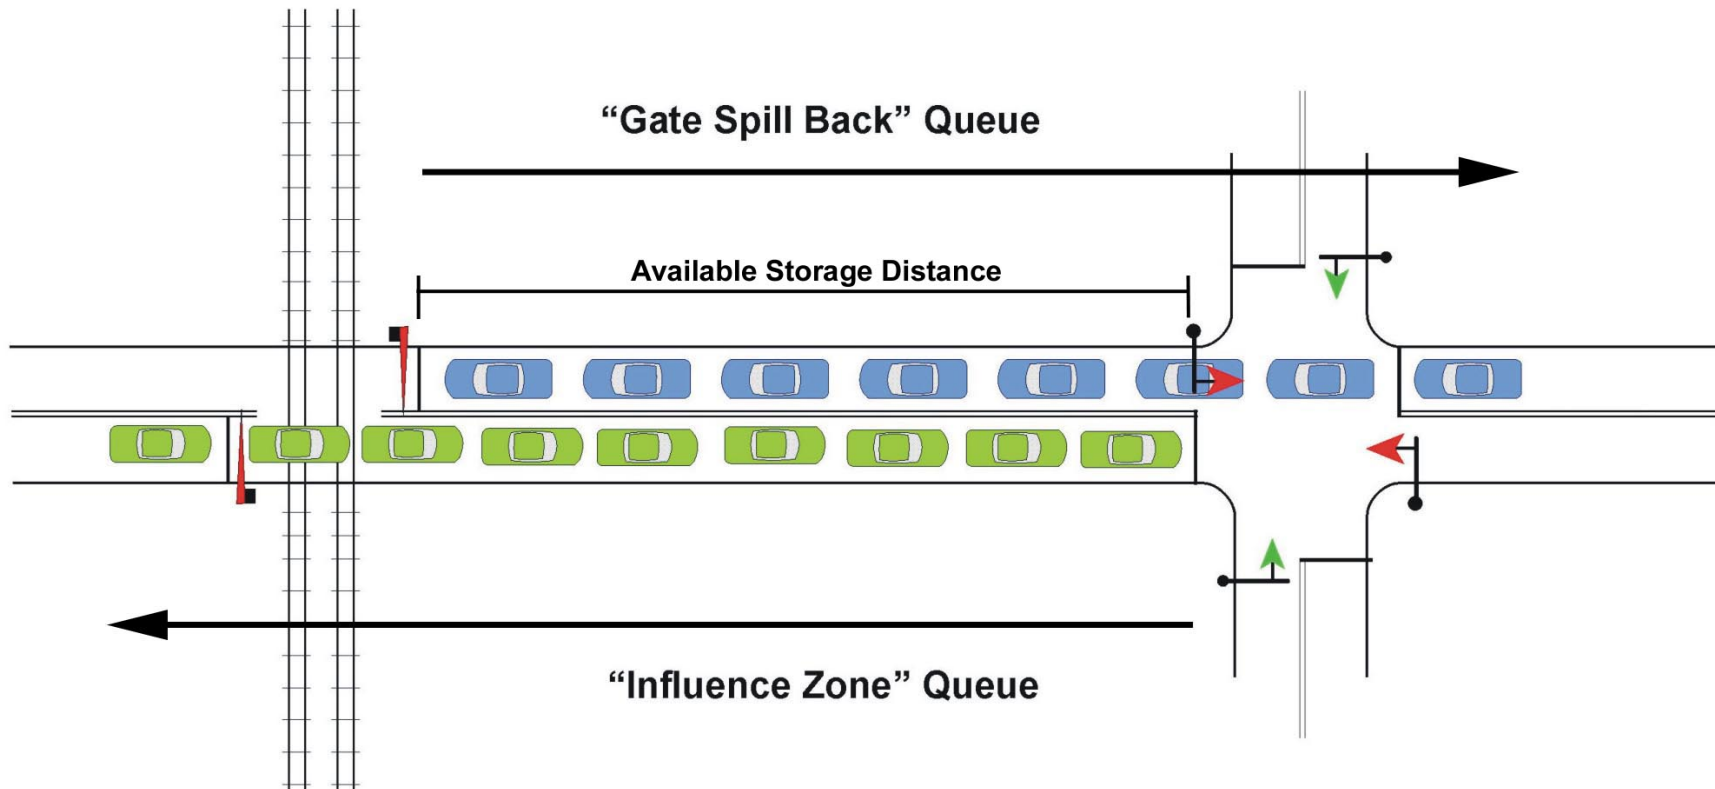 “Gate Spill Back” Queue
Available Storage Distance
“Influence Zone” Queue